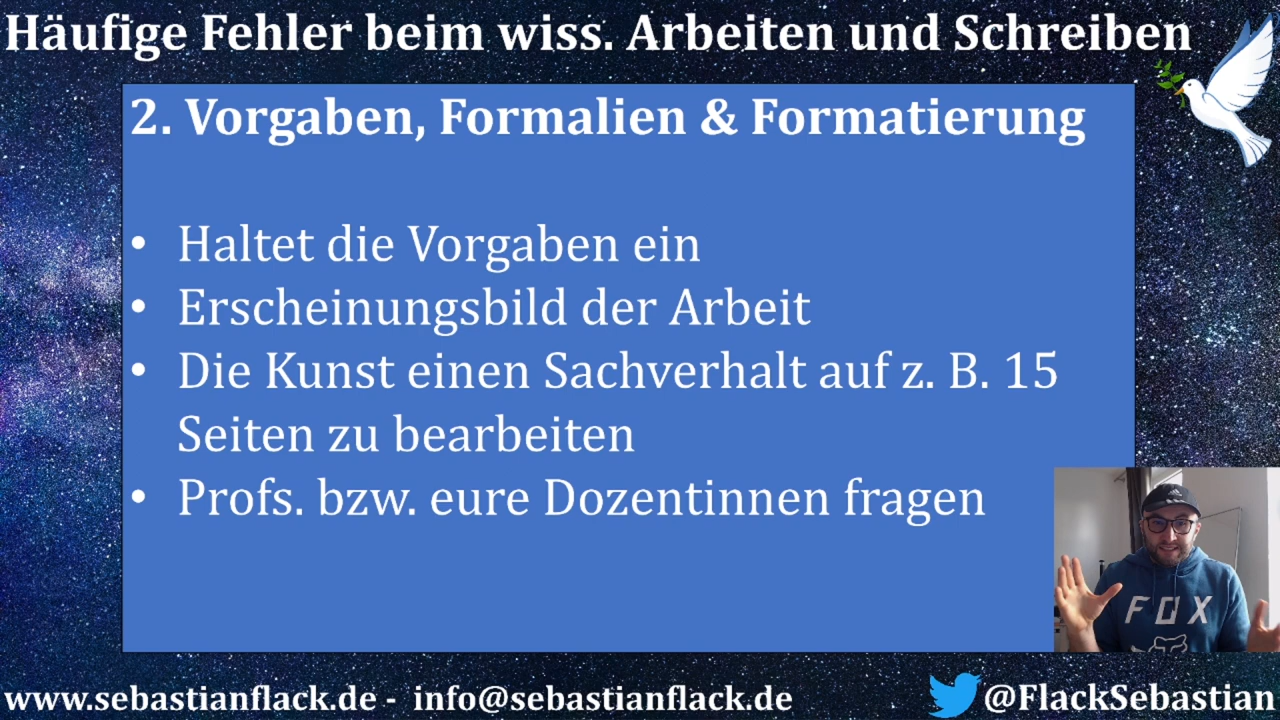 Häufige Fehler beim wiss. Arbeiten und Schreiben
2. Vorgaben, Formalien & Formatierung
• Haltet die Vorgaben ein
• Erscheinungsbild der Arbeit
• Die Kunst einen Sachverhalt auf z. B. 15
Seiten zu bearbeiten
• Profs. bzw. eure Dozentinnen fragen
FOX
www.sebastianflack.de - info@sebastianflack.de
@FlackSebastian